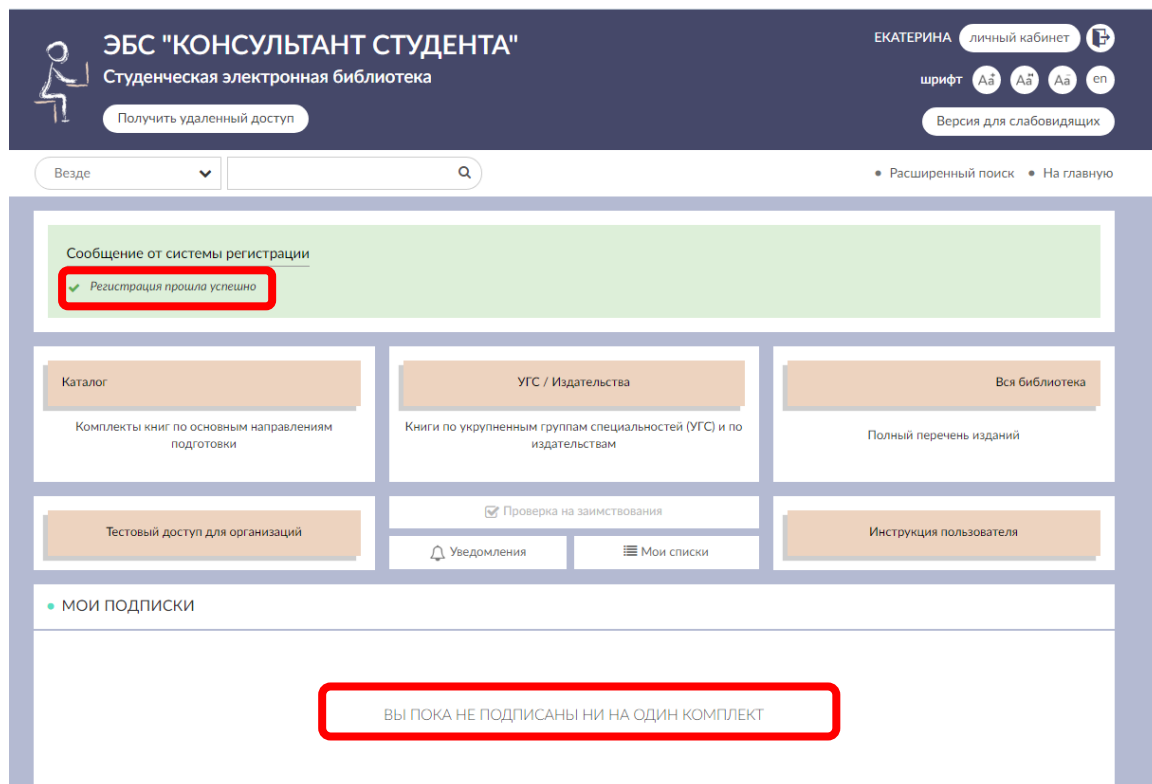 ЭБС "КОНСУЛЬТАНТ СТУДЕНТА"
Студенческая электронная библиотека
Получить удаленный доступ
ЕКАТЕРИНА личный кабинет
шрифт Aä+ Aä" Aä- en
Версия для слабовидящих
Везде
Расширенный поиск
На главную
Сообщение от системы регистрации
Регистрация прошла успешно
Каталог
Комплекты книг по основным направлениям
подготовки
УГС / Издательства
Книги по укрупненным группам специальностей (УГС) и по
издательствам
Вся библиотека
Полный перечень изданий
Тестовый доступ для организаций
Проверка на заимствования
Уведомления
Мои списки
Инструкция пользователя
МОИ ПОДПИСКИ
ВЫ ПОКА НЕ ПОДПИСАНЫ НИ НА ОДИН КОМПЛЕКТ